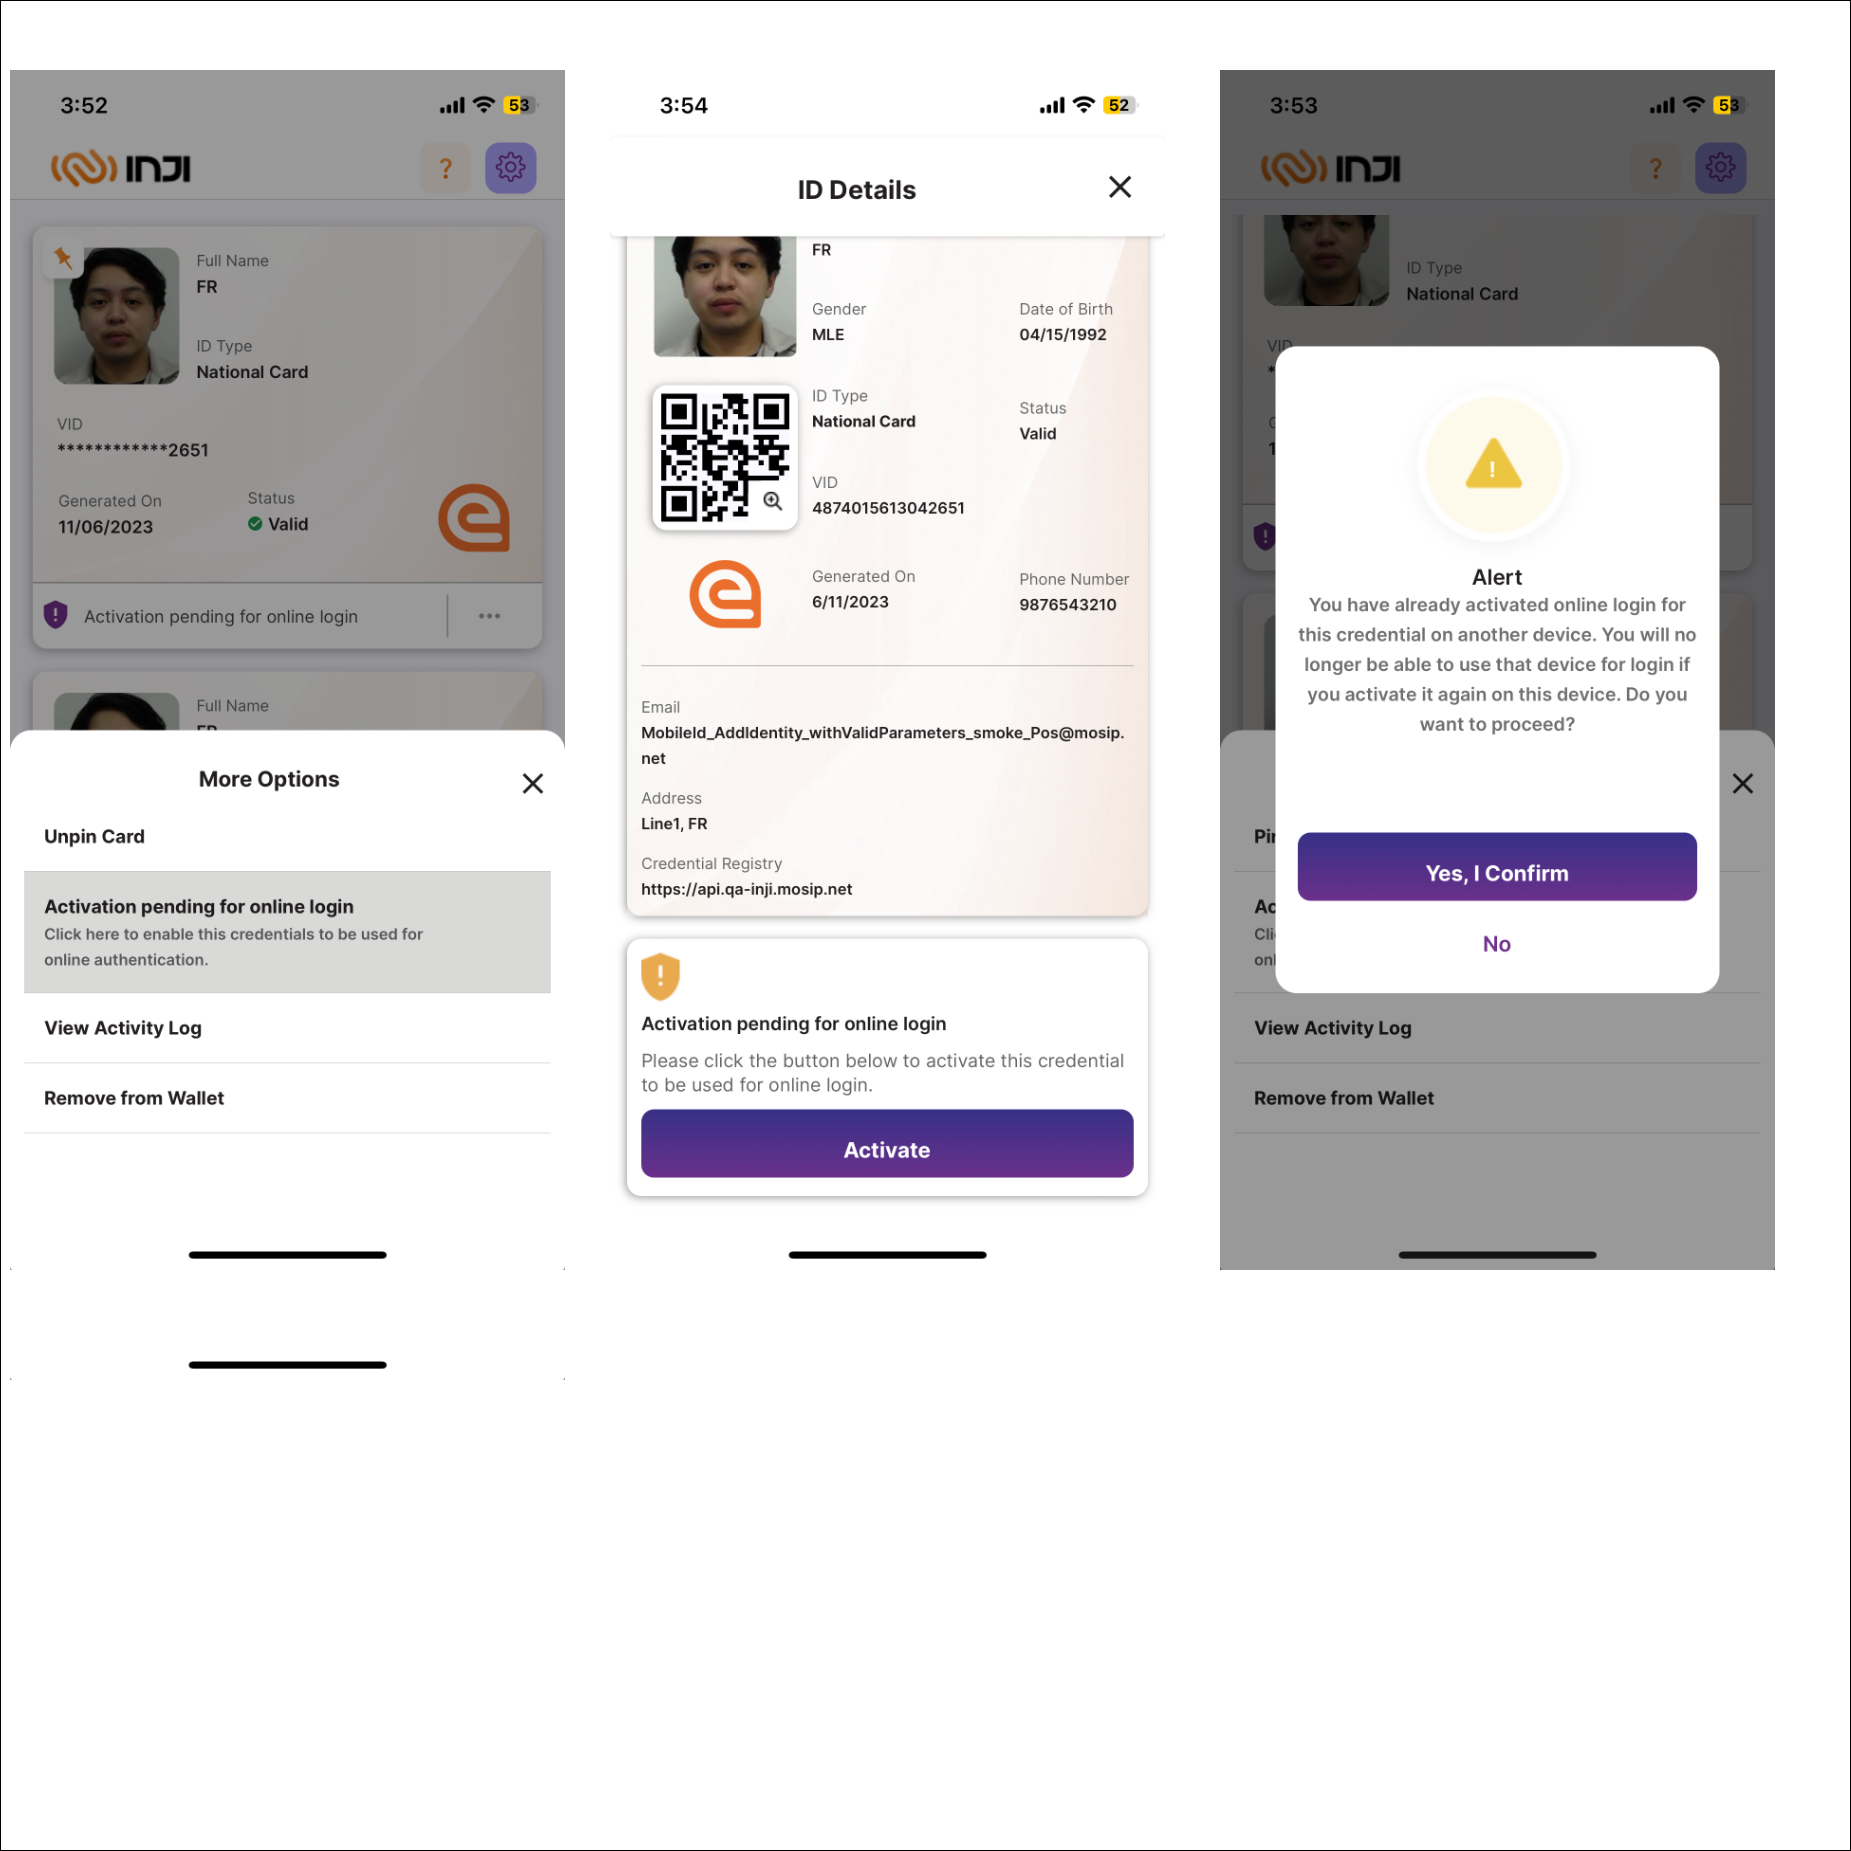 3:52
53
INJI
?
Full Name
FR
ID Type
National Card
VID
************2651
Generated On
11/06/2023
Status
Valid
Activation pending for online login
...
Full Name
More Options
Unpin Card
Activation pending for online login
Click here to enable this credentials to be used for
online authentication.
View Activity Log
Remove from Wallet
3:54
52
ID Details
FR
Gender
MLE
Date of Birth
04/15/1992
ID Type
National Card
Status
Valid
VID
4874015613042651
Generated On
6/11/2023
Phone Number
9876543210
Email
MobileId_AddIdentity_withValidParameters_smoke_Pos@mosip.
net
Address
Line1, FR
Credential Registry
https://api.qa-inji.mosip.net
Activation pending for online login
Please click the button below to activate this credential
to be used for online login.
Activate
3:53
53
INJI
?
ID Type
National Card
VID
Alert
You have already activated online login for
this credential on another device. You will no
longer be able to use that device for login if
you activate it again on this device. Do you
want to proceed?
Yes, I Confirm
No
View Activity Log
Remove from Wallet